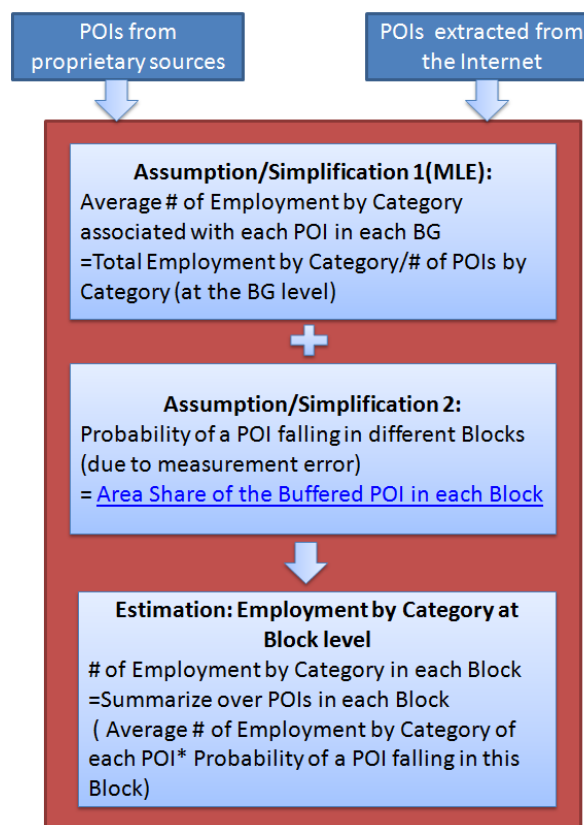 POIs from
proprietary sources
POIs extracted from
the Internet
Assumption/Simplification 1(MLE):
Average # of Employment by Category
associated with each POI in each BG
=Total Employment by Category/# of POIs by
Category (at the BG level)
Assumption/Simplification 2:
Probability of a POI falling in different Blocks
(due to measurement error)
= Area Share of the Buffered POI in each Block
Estimation: Employment by Category at
Block level
# of Employment by Category in each Block
=Summarize over POIs in each Block
( Average # of Employment by Category of
each POI* Probability of a POI falling in this
Block)